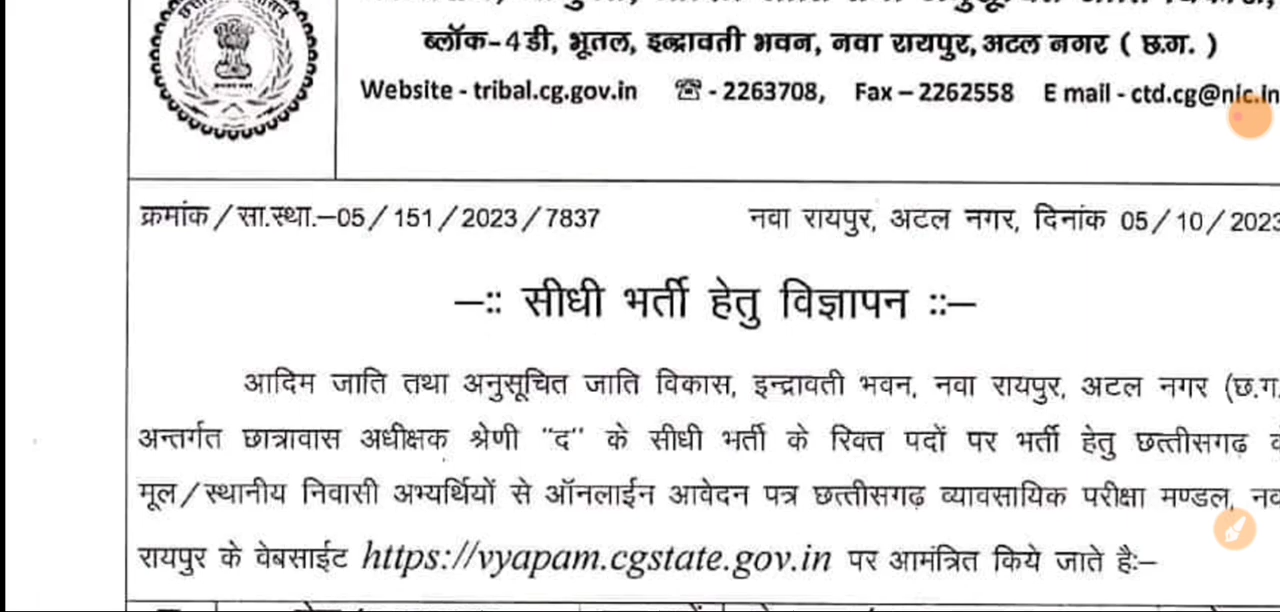 ब्लॉक-4डी, भूतल, इन्द्रावती भवन, नवा रायपुर, अटल नगर ( छ.ग. )
Website - tribal.cg.gov.in ☏ - 2263708, Fax – 2262558 E mail - ctd.cg@nic.in
क्रमांक / सा.स्था.–05 / 151 / 2023 / 7837 नवा रायपुर, अटल नगर, दिनांक 05 / 10 / 2023
–:: सीधी भर्ती हेतु विज्ञापन ::–
आदिम जाति तथा अनुसूचित जाति विकास, इन्द्रावती भवन, नवा रायपुर, अटल नगर (छ.ग.
अन्तर्गत छात्रावास अधीक्षक श्रेणी "द" के सीधी भर्ती के रिक्त पदों पर भर्ती हेतु छत्तीसगढ़
मूल / स्थानीय निवासी अभ्यर्थियों से ऑनलाईन आवेदन पत्र छत्तीसगढ़ व्यावसायिक परीक्षा मण्डल,
रायपुर के वेबसाईट https://vyapam.cgstate.gov.in पर आमंत्रित किये जाते हैः–